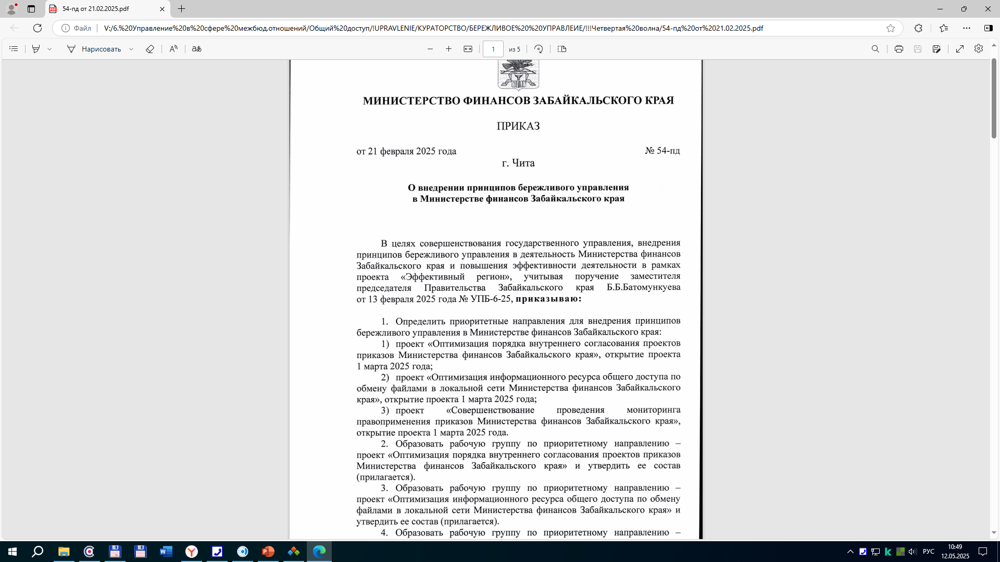 54-пд от 21.02.2025.pdf
Файл
V:/6.%20Управление%20в%20сфере%20межбюд.отношений/Общий%20доступ/!UPRAVLENIE/КУРАТОРСТВО/БЕРЕЖЛИВОЕ%20%20УПРАВЛЕИЕ/!!!Четвертая%20волна/54-пд%20от%2021.02.2025.pdf
Нарисовать
1
из 5
аあ
МИНИСТЕРСТВО ФИНАНСОВ ЗАБАЙКАЛЬСКОГО КРАЯ
ПРИКАЗ
от 21 февраля 2025 года
№ 54-пд
г. Чита
О внедрении принципов бережливого управления
в Министерстве финансов Забайкальского края
В целях совершенствования государственного управления, внедрения
принципов бережливого управления в деятельность Министерства финансов
Забайкальского края и повышения эффективности деятельности в рамках
проекта «Эффективный регион», учитывая поручение заместителя
председателя Правительства Забайкальского края Б.Б.Батомункуева
от 13 февраля 2025 года № УПБ-6-25, приказываю:
1. Определить приоритетные направления для внедрения принципов
бережливого управления в Министерстве финансов Забайкальского края:
1) проект «Оптимизация порядка внутреннего согласования проектов
приказов Министерства финансов Забайкальского края», открытие проекта
1 марта 2025 года;
2) проект «Оптимизация информационного ресурса общего доступа по
обмену файлами в локальной сети Министерства финансов Забайкальского
края», открытие проекта 1 марта 2025 года;
3) проект «Совершенствование проведения мониторинга
правоприменения приказов Министерства финансов Забайкальского края»,
открытие проекта 1 марта 2025 года.
2. Образовать рабочую группу по приоритетному направлению –
проект «Оптимизация порядка внутреннего согласования проектов приказов
Министерства финансов Забайкальского края» и утвердить ее состав
(прилагается).
3. Образовать рабочую группу по приоритетному направлению –
проект «Оптимизация информационного ресурса общего доступа по обмену
файлами в локальной сети Министерства финансов Забайкальского края» и
утвердить ее состав (прилагается).
4. Образовать рабочую группу по приоритетному направлению –
РУС
10:49
12.05.2025